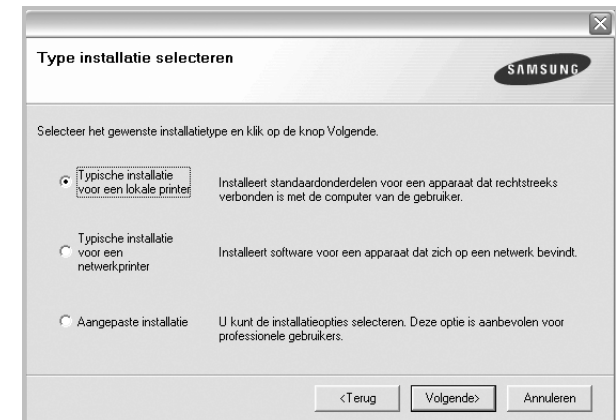 Type installatie selecteren
SAMSUNG
Selecteer het gewenste installatietype en klik op de knop Volgende.
Typische installatie
voor een lokale printer
Installeert standaardonderdelen voor een apparaat dat rechtstreeks
verbonden is met de computer van de gebruiker.
Typische installatie
voor een
netwerkprinter
Installeert software voor een apparaat dat zich op een netwerk bevindt.
Aangepaste installatie
U kunt de installatieopties selecteren. Deze optie is aanbevolen voor
professionele gebruikers.
<Terug
Volgende>
Annuleren